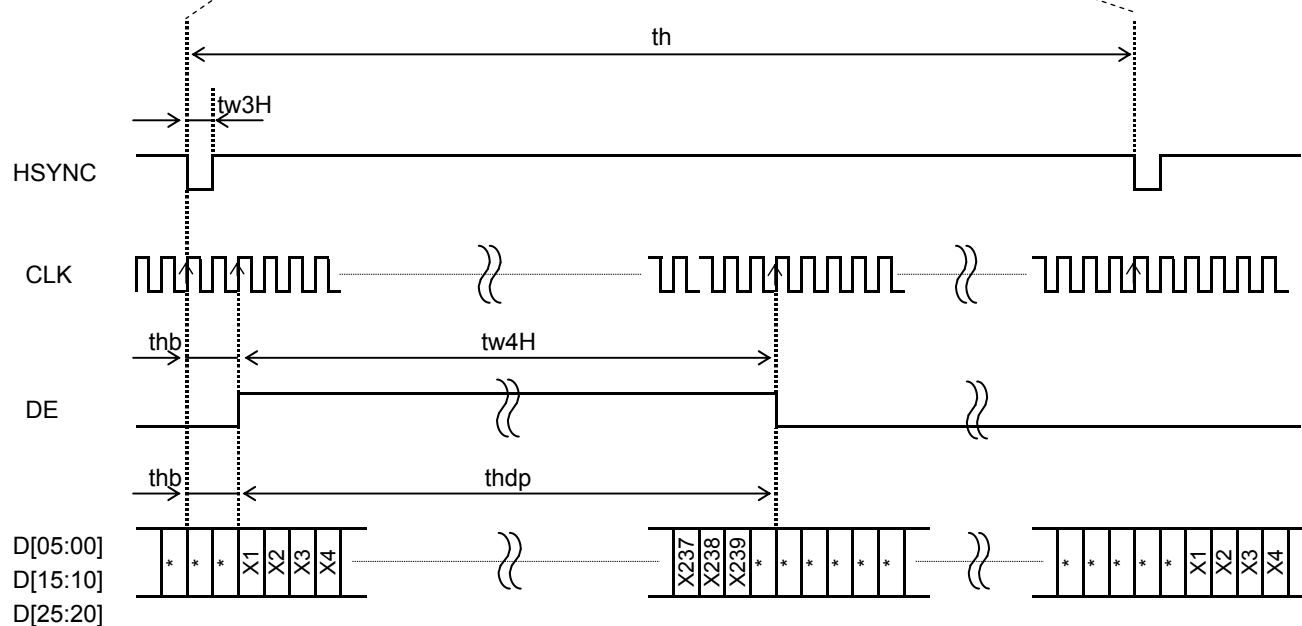 th
tw3H
HSYNC
CLK
thb tw4H
DE
thb thdp
D[05:00]
D[15:10]
D[25:20]
* * * X1 X2 X3 X4 X237 X238 X239 * * * * * * * * * * * X1 X2 X3 X4